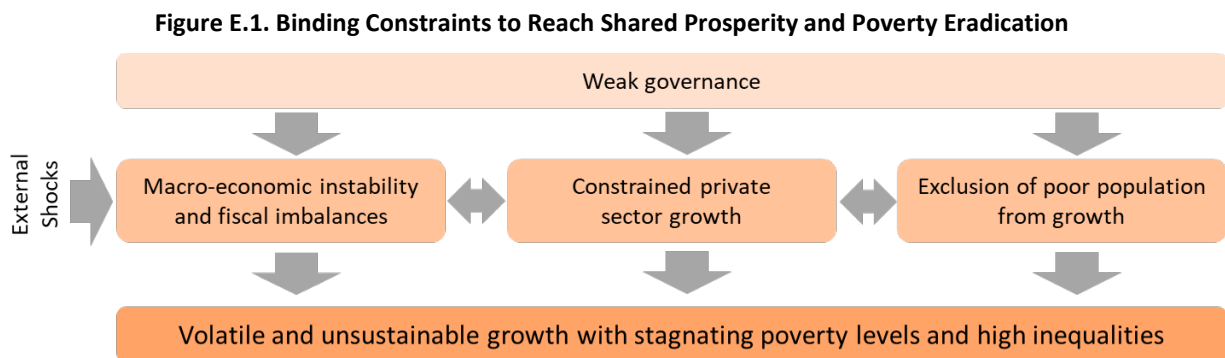 Figure E.1. Binding Constraints to Reach Shared Prosperity and Poverty Eradication
Weak governance
External
Shocks
Macro-economic instability
and fiscal imbalances
Constrained private
sector growth
Exclusion of poor population
from growth
Volatile and unsustainable growth with stagnating poverty levels and high inequalities